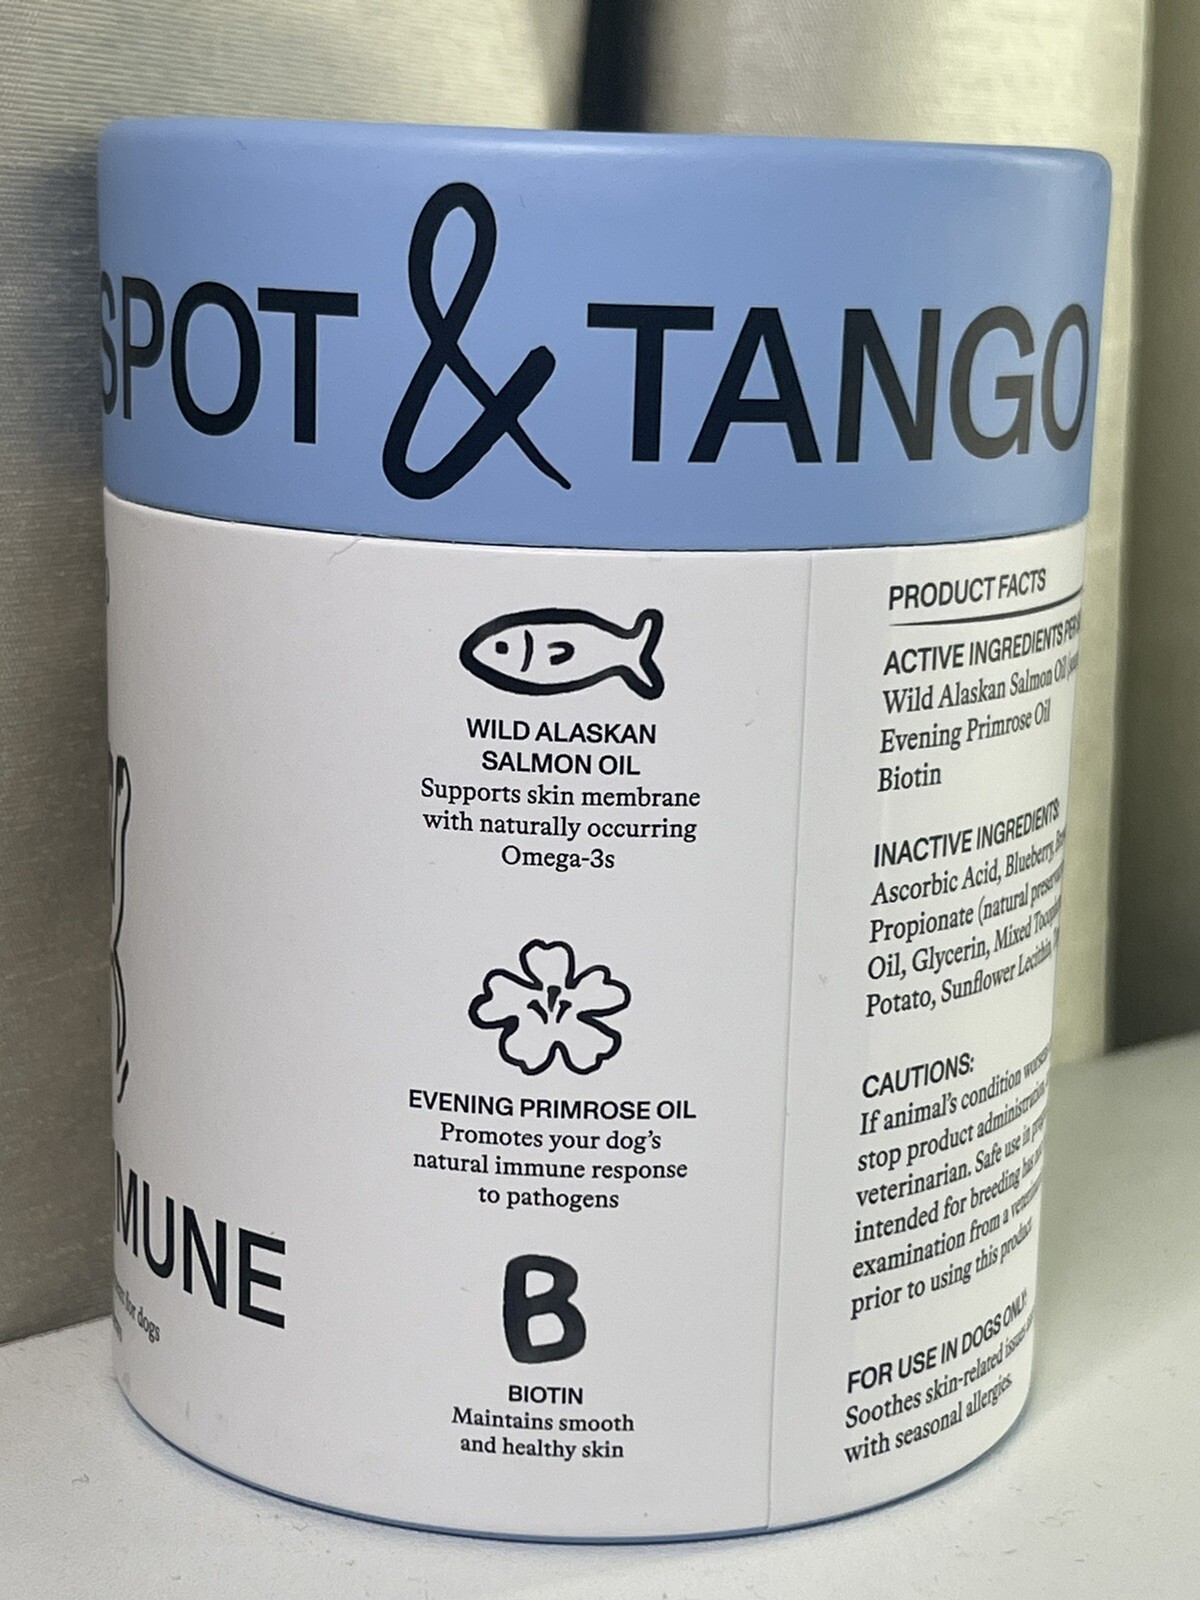 SPOT & TANGO
MUNE
for dogs
WILD ALASKAN
SALMON OIL
Supports skin membrane
with naturally occurring
Omega-3s
EVENING PRIMROSE OIL
Promotes your dog's
natural immune response
to pathogens
B
BIOTIN
Maintains smooth
and healthy skin
PRODUCT FACTS
ACTIVE INGREDIENTS PER
Wild Alaskan Salmon Oil
Evening Primrose Oil
Biotin
INACTIVE INGREDIENTS:
Ascorbic Acid, Blueberry,
Propionate (natural
Oil, Glycerin, Mixed
Potato, Sunflower Lecithin,
CAUTIONS:
If animal's condition
stop product administration
veterinarian. Safe use in
intended for breeding has
examination from a
prior to using this product.
FOR USE IN DOGS ONLY:
Soothes skin-related issues
with seasonal allergies.